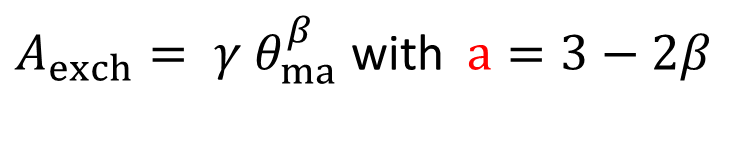 A_exch = γ θ_ma^β with a = 3 − 2β